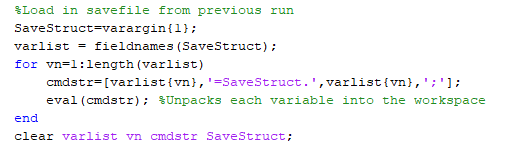 %Load in savefile from previous run
SaveStruct=varargin{1};
varlist = fieldnames(SaveStruct);
for vn=1:length(varlist)
cmdstr=[varlist{vn},'=SaveStruct.',varlist{vn},';'];
eval(cmdstr); %Unpacks each variable into the workspace
end
clear varlist vn cmdstr SaveStruct;